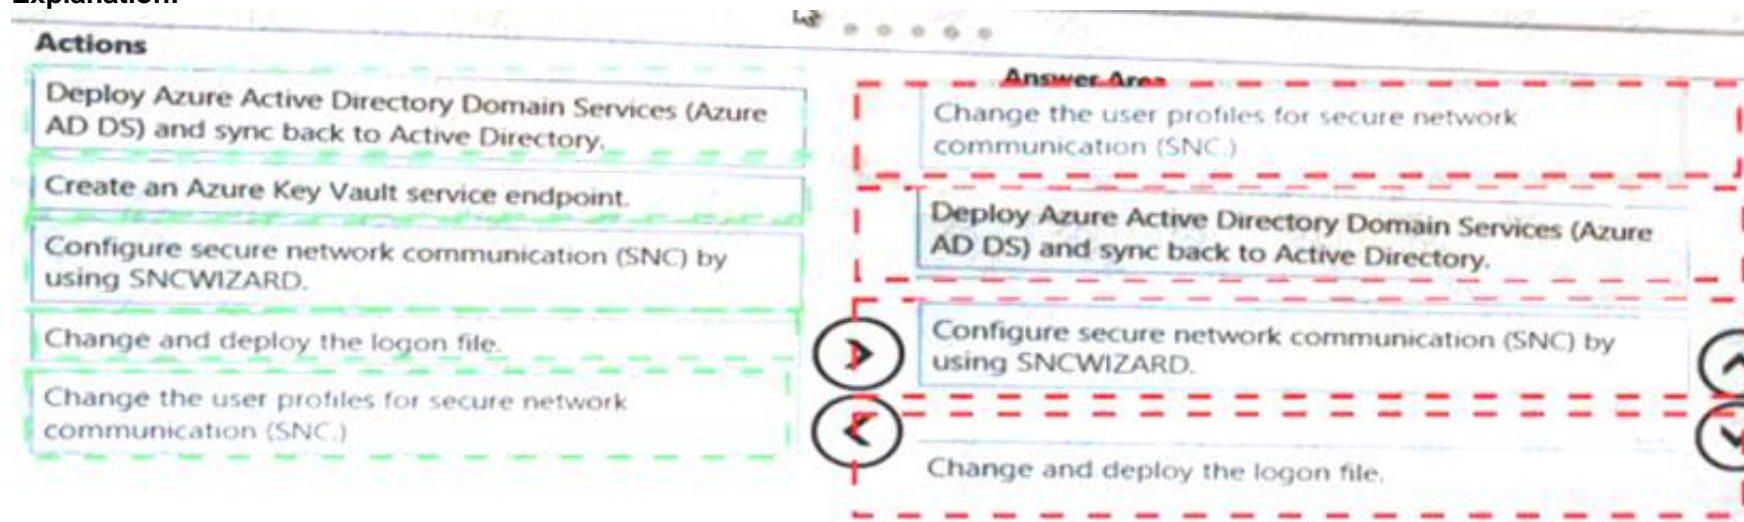 Explanation:
Actions
Deploy Azure Active Directory Domain Services (Azure
AD DS) and sync back to Active Directory.
Create an Azure Key Vault service endpoint.
Configure secure network communication (SNC) by
using SNCWIZARD.
Change and deploy the logon file.
Change the user profiles for secure network
communication (SNC.)
Answer Area
Change the user profiles for secure network
communication (SNC.)
Deploy Azure Active Directory Domain Services (Azure
AD DS) and sync back to Active Directory.
Configure secure network communication (SNC) by
using SNCWIZARD.
Change and deploy the logon file.